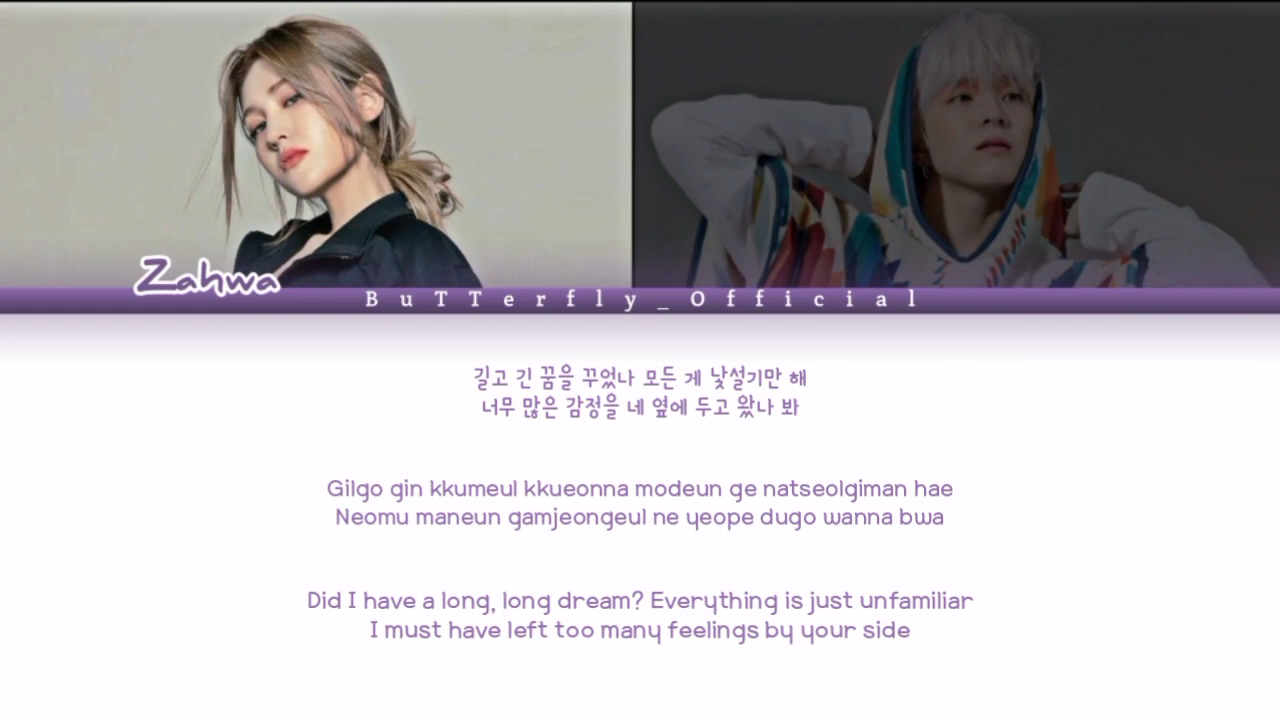 Zahwa
BuTTerfly_Official
길고 긴 꿈을 꾸었나 모든 게 낯설기만 해
너무 많은 감정을 네 옆에 두고 왔나 봐
Gilgo gin kkumeul kkueonna modeun ge natseolgiman hae
Neomu maneun gamjeongeul ne yeope dugo wanna bwa
Did I have a long, long dream? Everything is just unfamiliar
I must have left too many feelings by your side